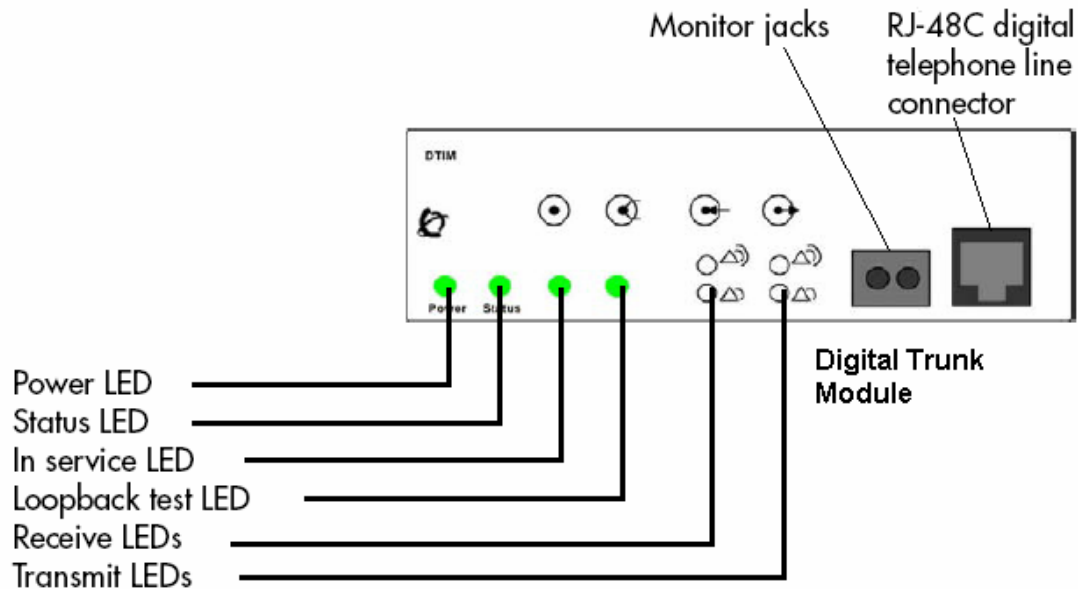 Monitor jacks
RJ-48C digital
telephone line
connector
DTIM
Power Status
Digital Trunk
Module
Power LED
Status LED
In service LED
Loopback test LED
Receive LEDs
Transmit LEDs